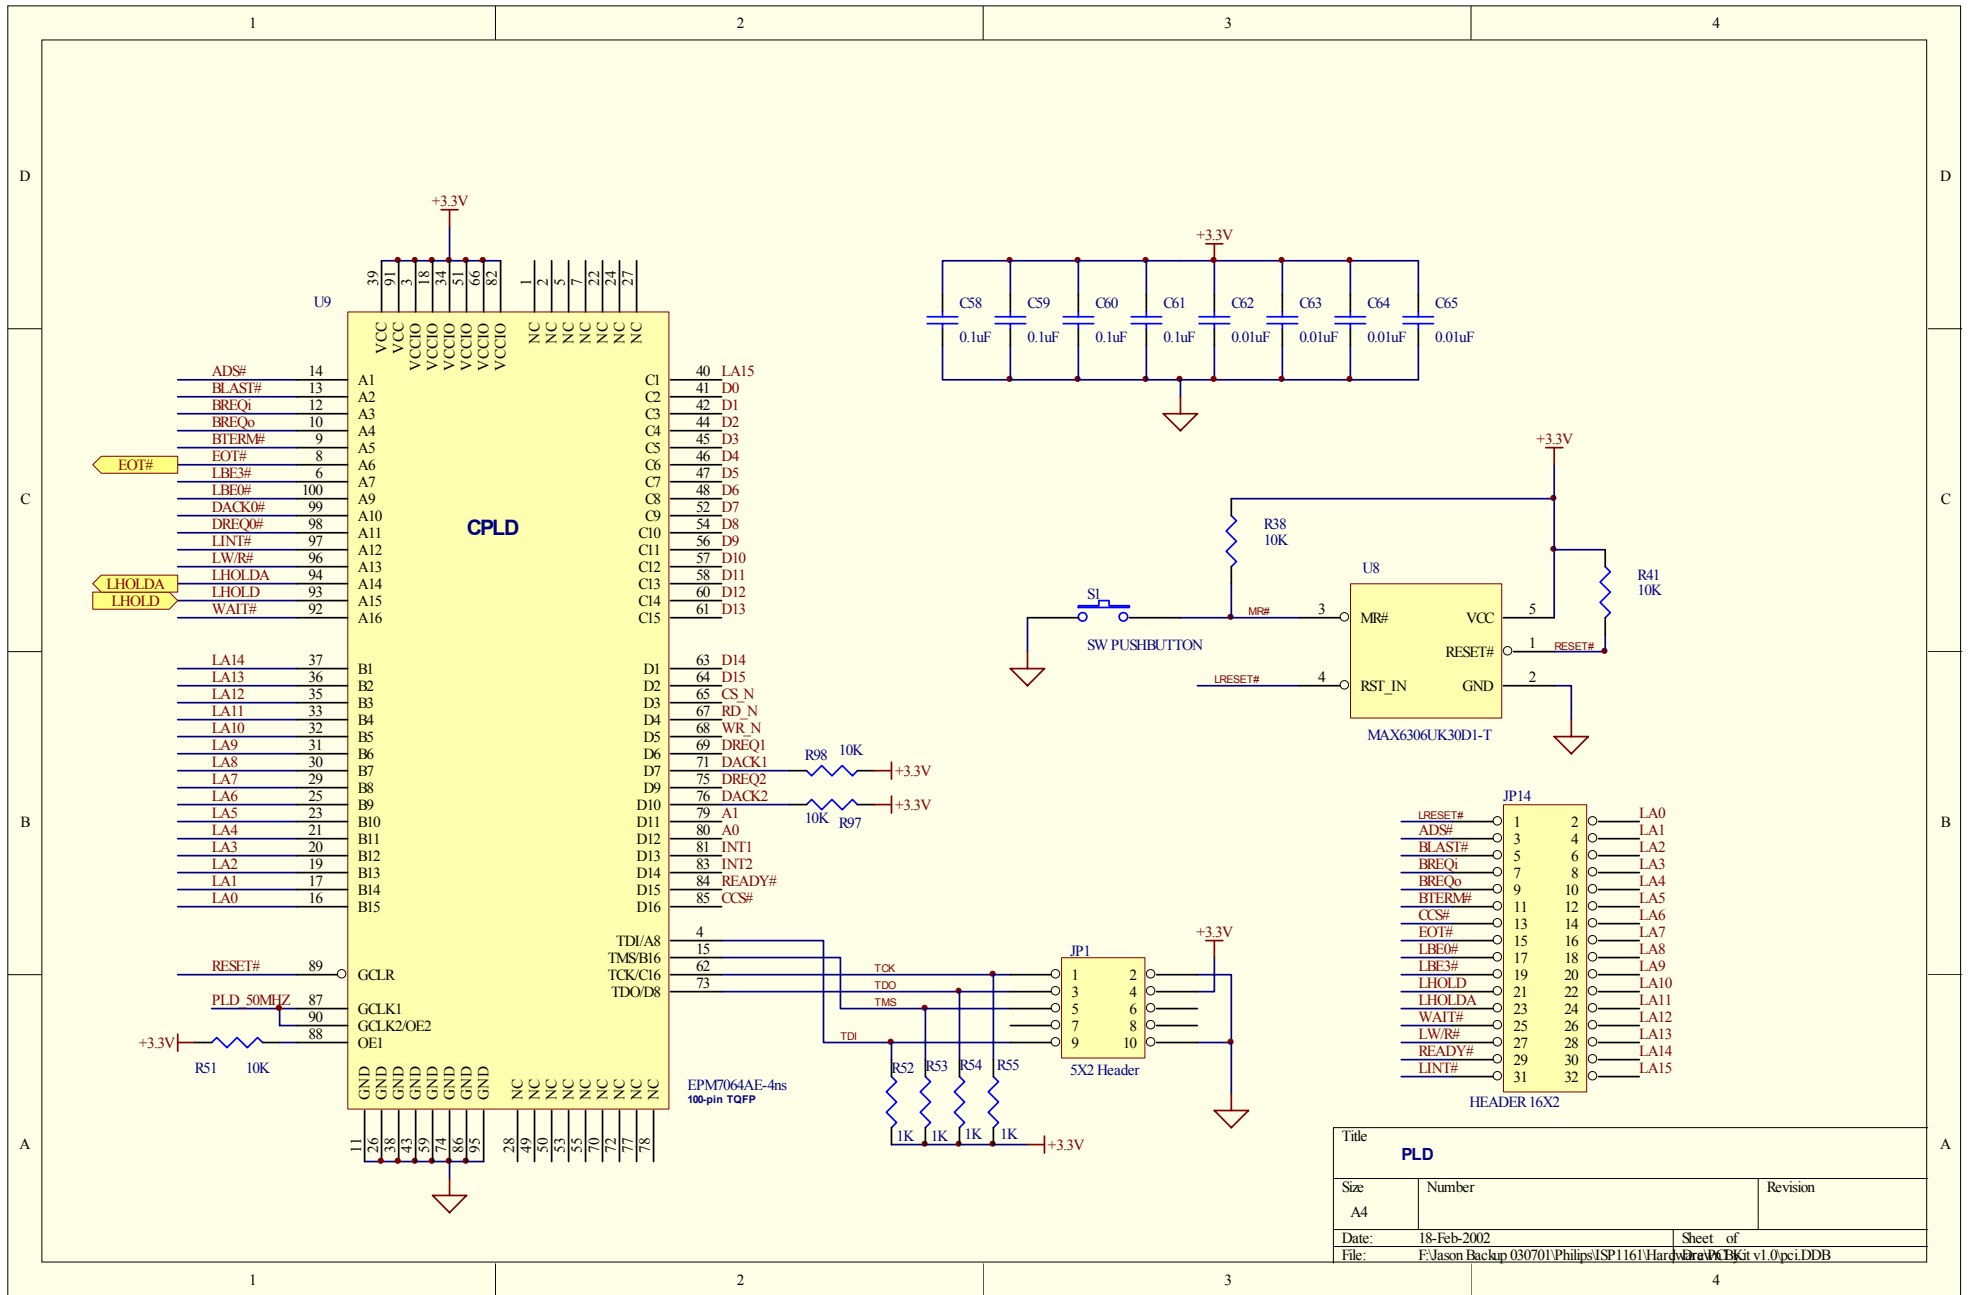 1 2 3 4
D D
C C
B B
A A
1 2 3 4
+3.3V
39 91 3 18 34 51 66 82
1 2 5 7 22 24 27
U9
VCC VCC VCCIO VCCIO VCCIO VCCIO VCCIO VCCIO
NC NC NC NC NC NC NC
CPLD
ADS# 14 A1
BLAST# 13 A2
BREQi 12 A3
BREQo 10 A4
BTERM# 9 A5
EOT# EOT# 8 A6
LBE3# 6 A7
LBE0# 100 A9
DACK0# 99 A10
DREQ0# 98 A11
LINT# 97 A12
LW/R# 96 A13
LHOLDA LHOLDA 94 A14
LHOLD LHOLD 93 A15
WAIT# 92 A16
LA14 37 B1
LA13 36 B2
LA12 35 B3
LA11 33 B4
LA10 32 B5
LA9 31 B6
LA8 30 B7
LA7 29 B8
LA6 25 B9
LA5 23 B10
LA4 21 B11
LA3 20 B12
LA2 19 B13
LA1 17 B14
LA0 16 B15
RESET# 89 GCLR
PLD_50MHZ 87 GCLK1
90 GCLK2/OE2
+3.3V 88 OE1
R51 10K
C1 40 LA15
C2 41 D0
C3 42 D1
C4 44 D2
C5 45 D3
C6 46 D4
C7 47 D5
C8 48 D6
C9 52 D7
C10 54 D8
C11 56 D9
C12 57 D10
C13 58 D11
C14 60 D12
C15 61 D13
D1 63 D14
D2 64 D15
D3 65 CS_N
D4 67 RD_N
D5 68 WR_N
D6 69 DREQ1
D7 71 DACK1 R98 10K +3.3V
D9 75 DREQ2
D10 76 DACK2 10K R97 +3.3V
D11 79 A1
D12 80 A0
D13 81 INT1
D14 83 INT2
D15 84 READY#
D16 85 CCS#
TDI/A8 4
TMS/B16 15
TCK/C16 62
TDO/D8 73
GND GND GND GND GND GND GND GND
NC NC NC NC NC NC NC NC NC
11 26 38 43 59 74 86 95
28 49 50 53 55 70 72 77 78
EPM7064AE-4ns
100-pin TQFP
TCK
TDO
TMS
TDI
JP1
1 2
3 4
5 6
7 8
9 10
5X2 Header
+3.3V
R52 R53 R54 R55
1K 1K 1K 1K
+3.3V
+3.3V
C58 C59 C60 C61 C62 C63 C64 C65
0.1uF 0.1uF 0.1uF 0.1uF 0.01uF 0.01uF 0.01uF 0.01uF
+3.3V
R38
10K
R41
10K
U8
S1
SW PUSHBUTTON
MR# 3 MR#
VCC 5
RESET# 1 RESET#
LRESET# 4 RST_IN
GND 2
MAX6306UK30D1-T
JP14
LRESET# 1 2 LA0
ADS# 3 4 LA1
BLAST# 5 6 LA2
BREQi 7 8 LA3
BREQo 9 10 LA4
BTERM# 11 12 LA5
CCS# 13 14 LA6
EOT# 15 16 LA7
LBE0# 17 18 LA8
LBE3# 19 20 LA9
LHOLD 21 22 LA10
LHOLDA 23 24 LA11
WAIT# 25 26 LA12
LW/R# 27 28 LA13
READY# 29 30 LA14
LINT# 31 32 LA15
HEADER 16X2
Title
PLD
Size Number Revision
A4
Date: 18-Feb-2002 Sheet of
File: F:\Jason Backup 030701\Philips\ISP1161\Hardware\PCBKit v1.0\pci.DDB